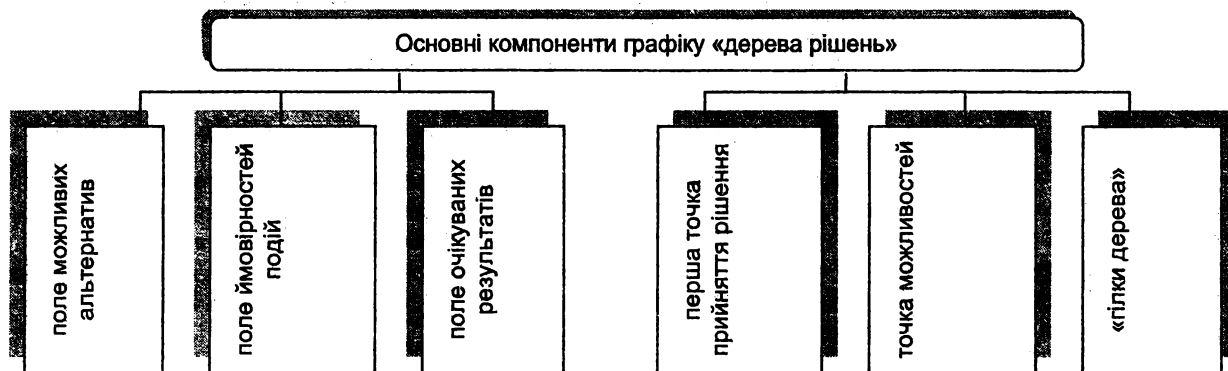 Основні компоненти графіку «дерева рішень»
поле можливих
альтернатив
поле ймовірностей
подій
поле очікуваних
результатів
перша точка
прийняття рішення
точка можливостей
«гілки дерева»